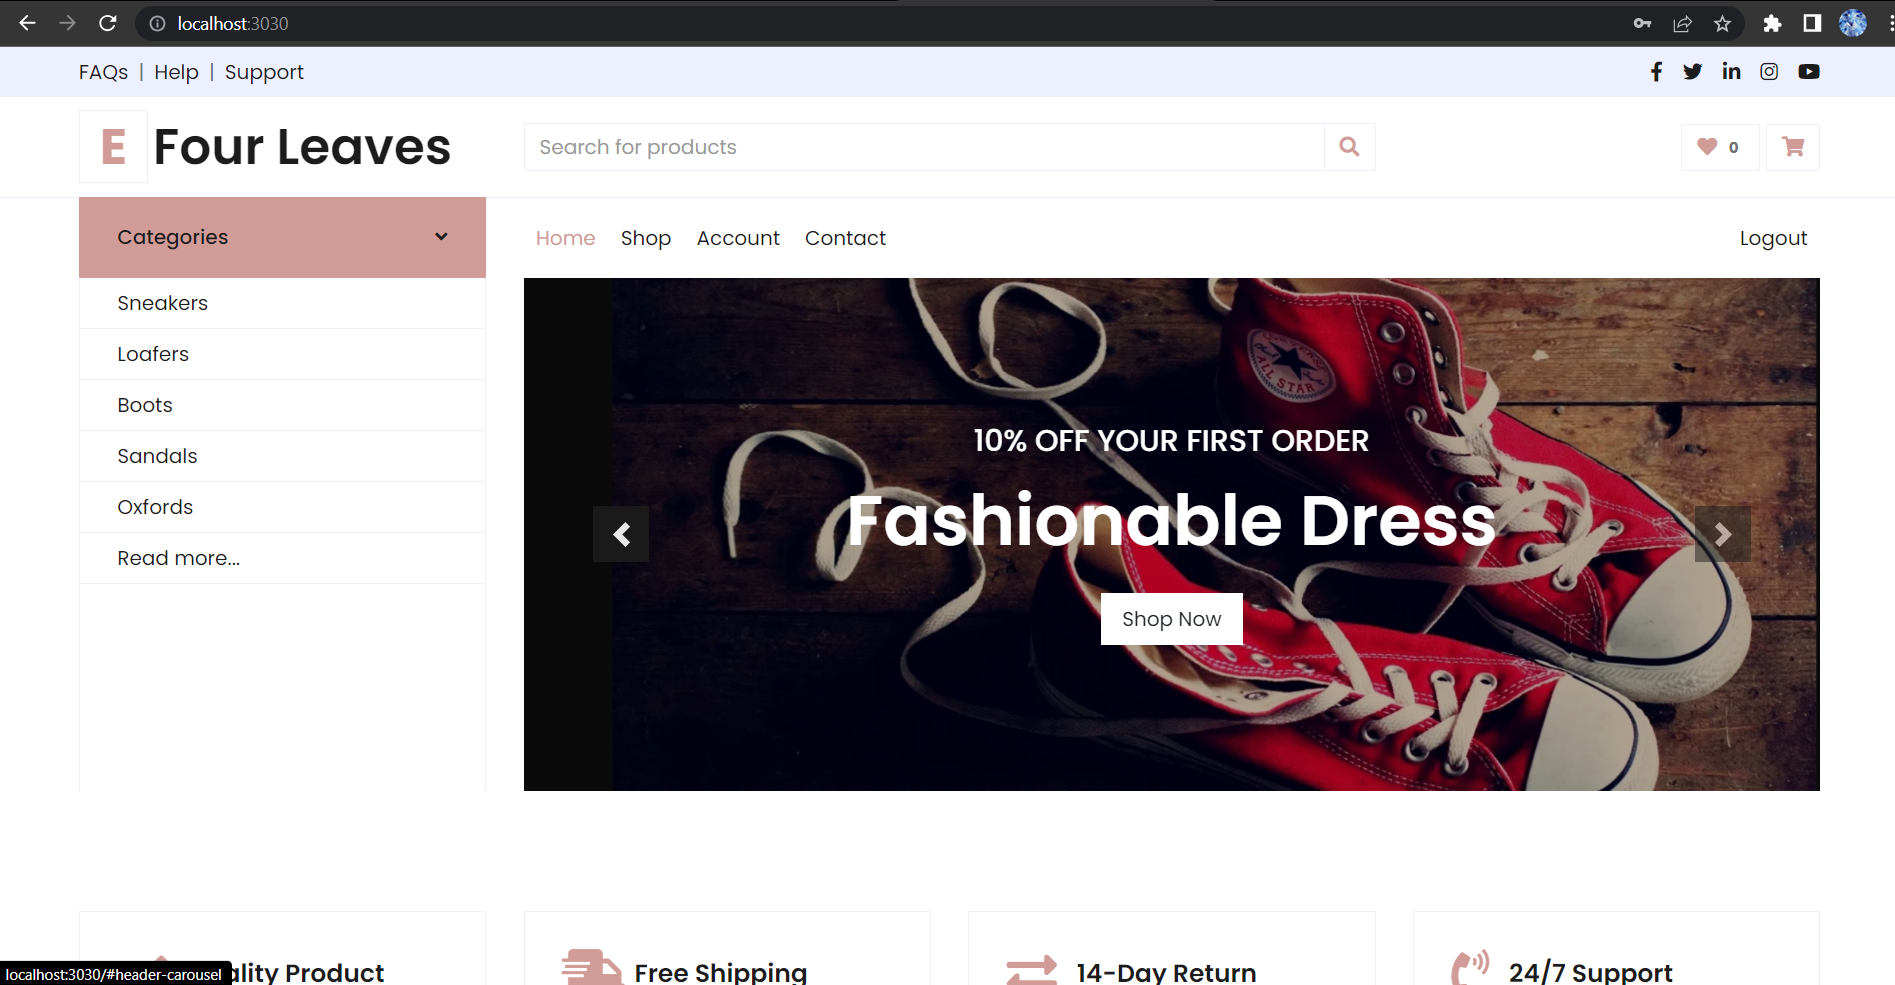 localhost:3030
FAQs | Help | Support
E Four Leaves
Search for products
0
Categories
Home Shop Account Contact Logout
Sneakers
Loafers
Boots
Sandals
Oxfords
Read more...
ALL STAR
10% OFF YOUR FIRST ORDER
Fashionable Dress
Shop Now
ality Product
Free Shipping
14-Day Return
24/7 Support
localhost:3030/#header-carousel